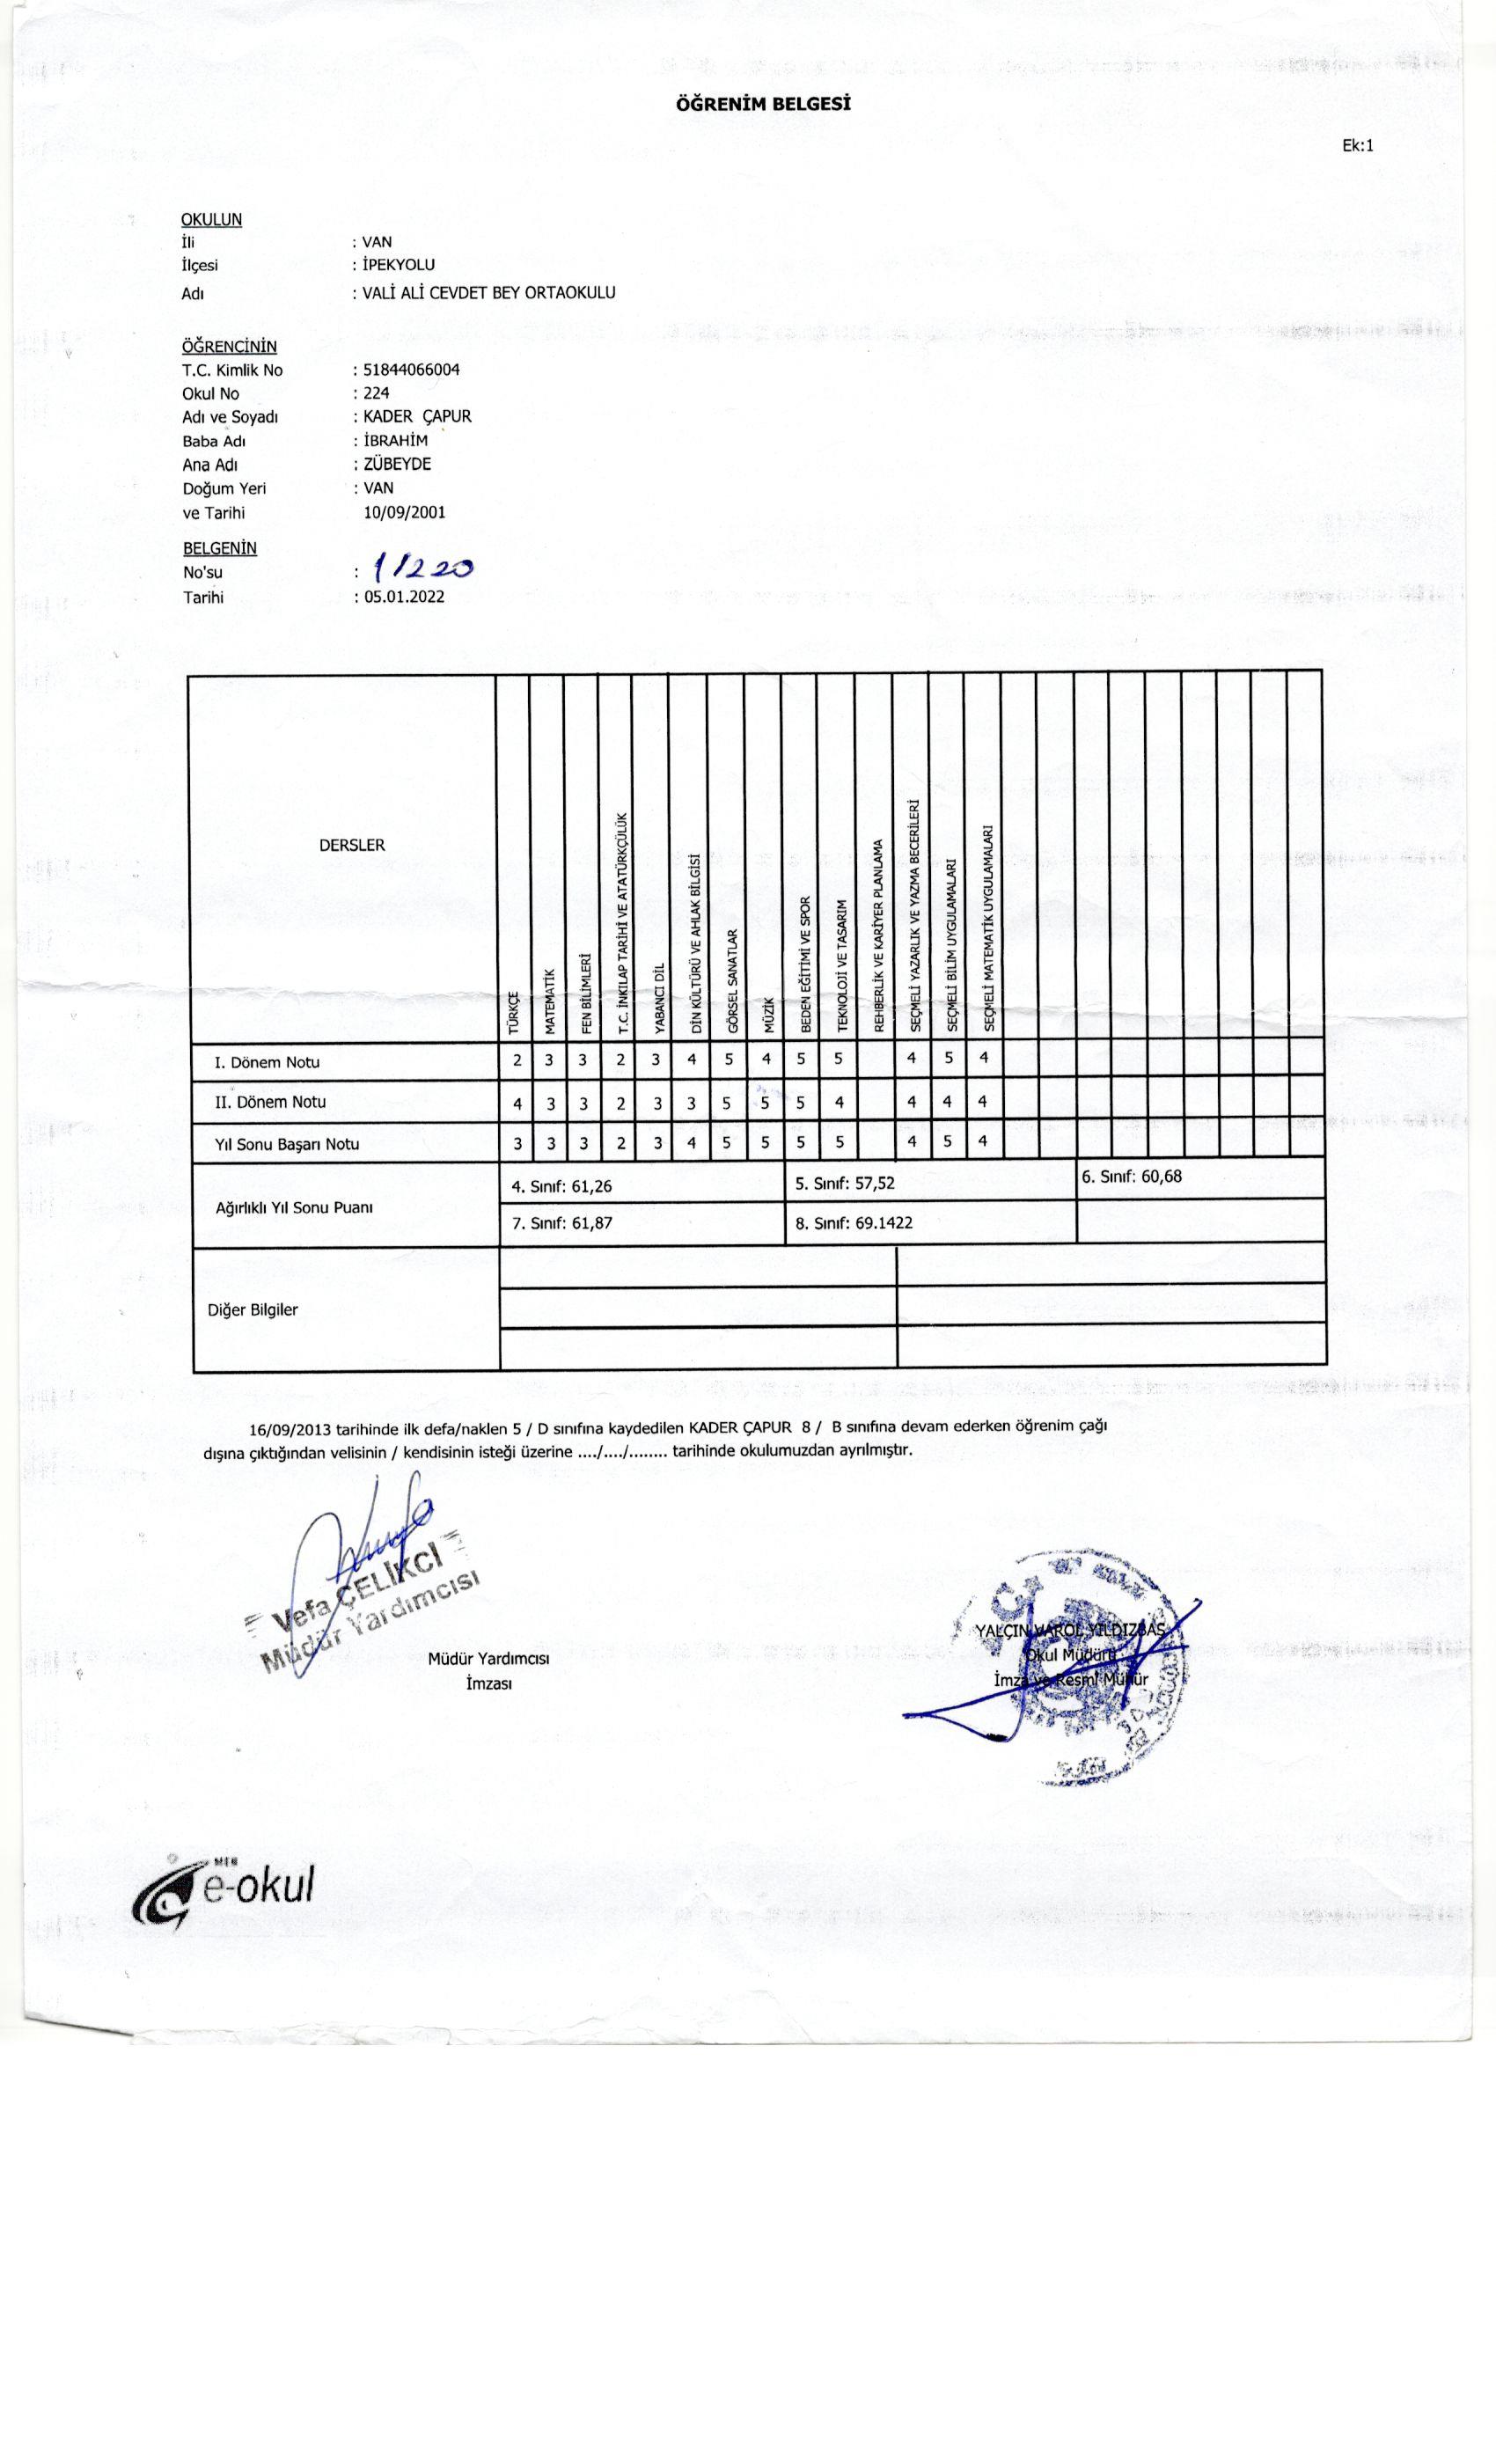 ÖĞRENİM BELGESİ
Ek:1
OKULUN
İli : VAN
İlçesi : İPEKYOLU
Adı : VALİ ALİ CEVDET BEY ORTAOKULU
ÖĞRENCİNİN
T.C. Kimlik No : 51844066004
Okul No : 224
Adı ve Soyadı : KADER ÇAPUR
Baba Adı : İBRAHİM
Ana Adı : ZÜBEYDE
Doğum Yeri : VAN
ve Tarihi 10/09/2001
BELGENİN
No'su : 1/220
Tarihi : 05.01.2022
DERSLER
TÜRKÇE
MATEMATİK
FEN BİLİMLERİ
T.C. İNKILAP TARİHİ VE ATATÜRKÇÜLÜK
YABANCI DİL
DİN KÜLTÜRÜ VE AHLAK BİLGİSİ
GÖRSEL SANATLAR
MÜZİK
BEDEN EĞİTİMİ VE SPOR
TEKNOLOJİ VE TASARIM
REHBERLİK VE KARİYER PLANLAMA
SEÇMELİ YAZARLIK VE YAZMA BECERİLERİ
SEÇMELİ BİLİM UYGULAMALARI
SEÇMELİ MATEMATİK UYGULAMALARI
I. Dönem Notu 2 3 3 2 3 4 5 4 5 5 4 5 4
II. Dönem Notu 4 3 3 2 3 3 5 5 5 4 4 4 4
Yıl Sonu Başarı Notu 3 3 3 2 3 4 5 5 5 5 4 5 4
Ağırlıklı Yıl Sonu Puanı
4. Sınıf: 61,26 5. Sınıf: 57,52 6. Sınıf: 60,68
7. Sınıf: 61,87 8. Sınıf: 69.1422
Diğer Bilgiler
16/09/2013 tarihinde ilk defa/naklen 5 / D sınıfına kaydedilen KADER ÇAPUR 8 / B sınıfına devam ederken öğrenim çağı
dışına çıktığından velisinin / kendisinin isteği üzerine ..../..../........ tarihinde okulumuzdan ayrılmıştır.
Vefa ÇELİKCİ
Müdür Yardımcısı
Müdür Yardımcısı
İmzası
YALÇIN VAROL YILDIZBAŞ
Okul Müdürü
İmza ve Resmi Mühür
MEB
e-okul